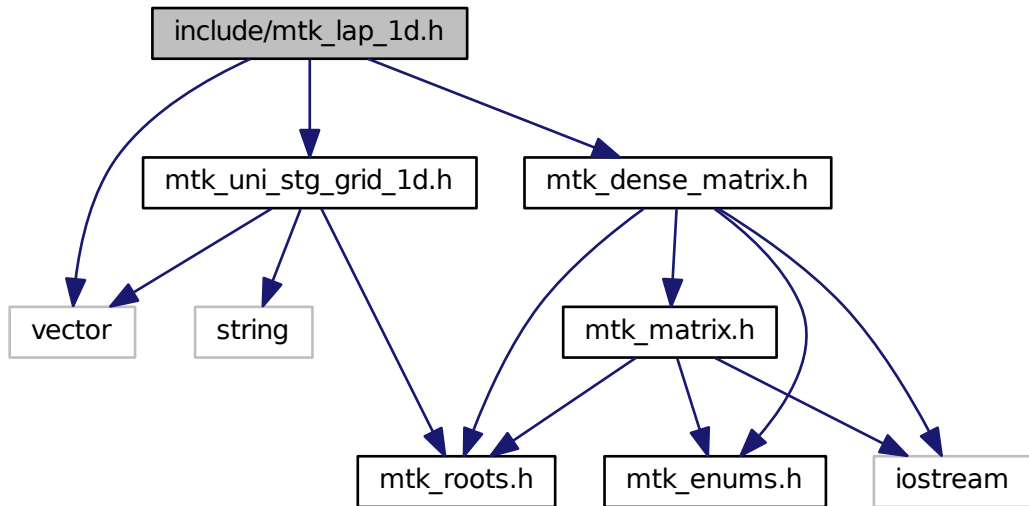 include/mtk_lap_1d.h
mtk_uni_stg_grid_1d.h
mtk_dense_matrix.h
vector
string
mtk_matrix.h
mtk_roots.h
mtk_enums.h
iostream